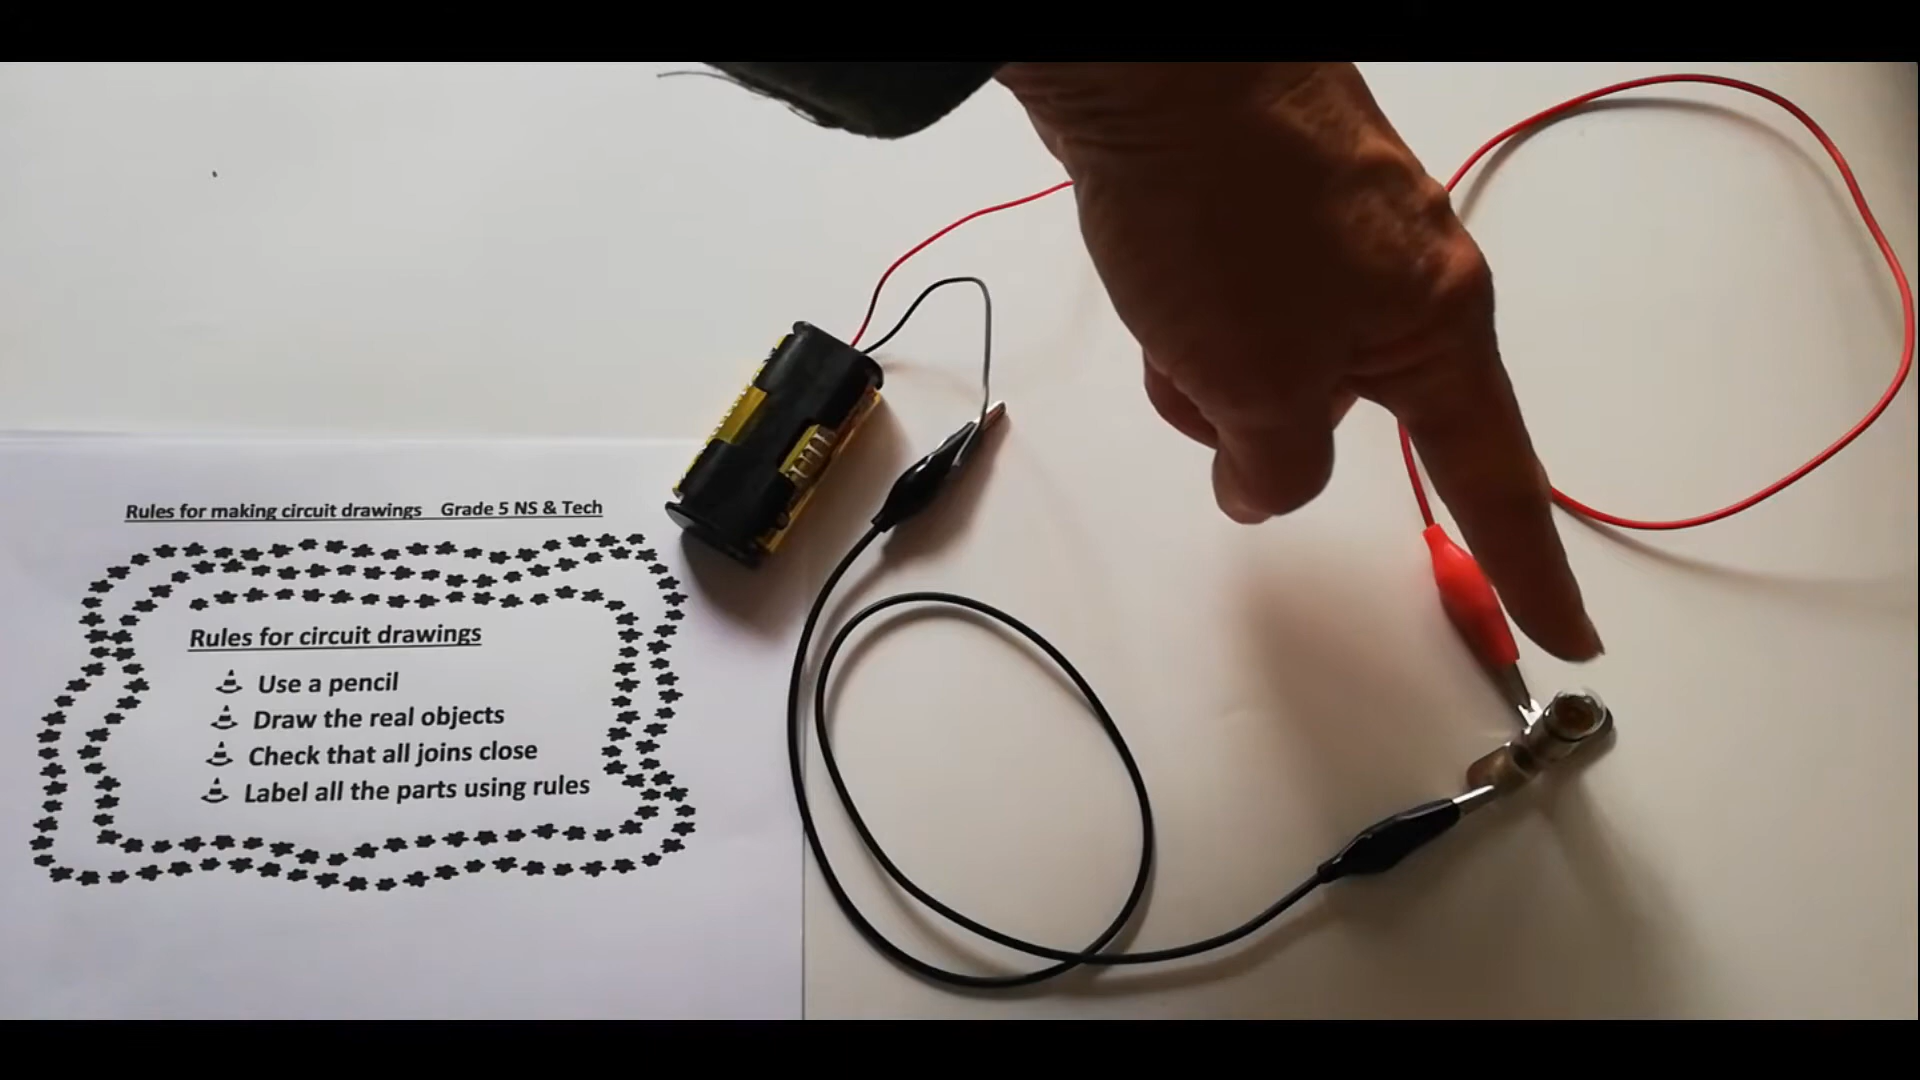 Rules for making circuit drawings Grade 5 NS & Tech
Rules for circuit drawings
Use a pencil
Draw the real objects
Check that all joins close
Label all the parts using rules